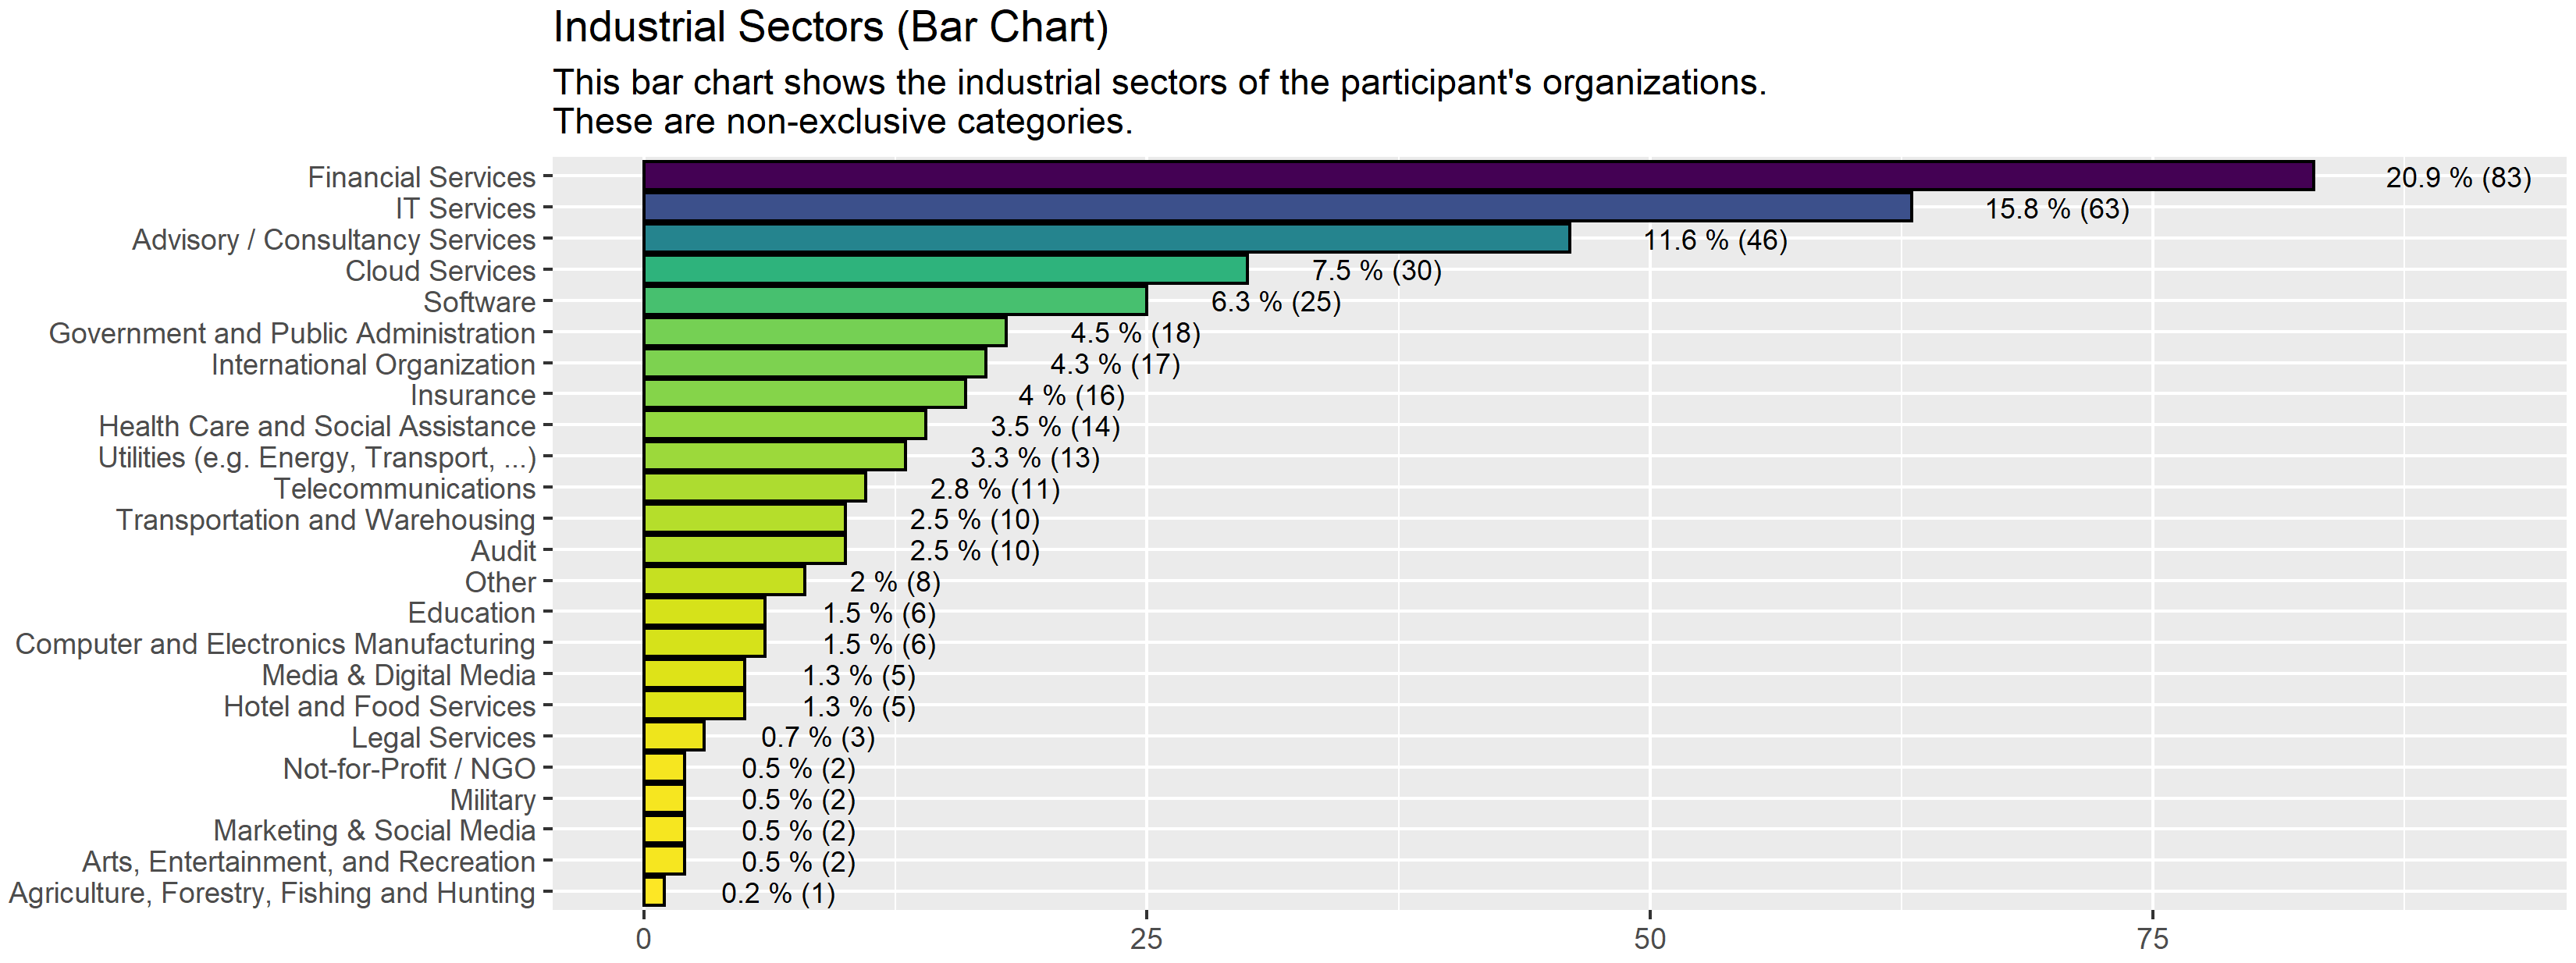 Industrial Sectors (Bar Chart)
This bar chart shows the industrial sectors of the participant's organizations.
These are non-exclusive categories.
Financial Services 20.9 % (83)
IT Services 15.8 % (63)
Advisory / Consultancy Services 11.6 % (46)
Cloud Services 7.5 % (30)
Software 6.3 % (25)
Government and Public Administration 4.5 % (18)
International Organization 4.3 % (17)
Insurance 4 % (16)
Health Care and Social Assistance 3.5 % (14)
Utilities (e.g. Energy, Transport, ...) 3.3 % (13)
Telecommunications 2.8 % (11)
Transportation and Warehousing 2.5 % (10)
Audit 2.5 % (10)
Other 2 % (8)
Education 1.5 % (6)
Computer and Electronics Manufacturing 1.5 % (6)
Media & Digital Media 1.3 % (5)
Hotel and Food Services 1.3 % (5)
Legal Services 0.7 % (3)
Not-for-Profit / NGO 0.5 % (2)
Military 0.5 % (2)
Marketing & Social Media 0.5 % (2)
Arts, Entertainment, and Recreation 0.5 % (2)
Agriculture, Forestry, Fishing and Hunting 0.2 % (1)
0 25 50 75